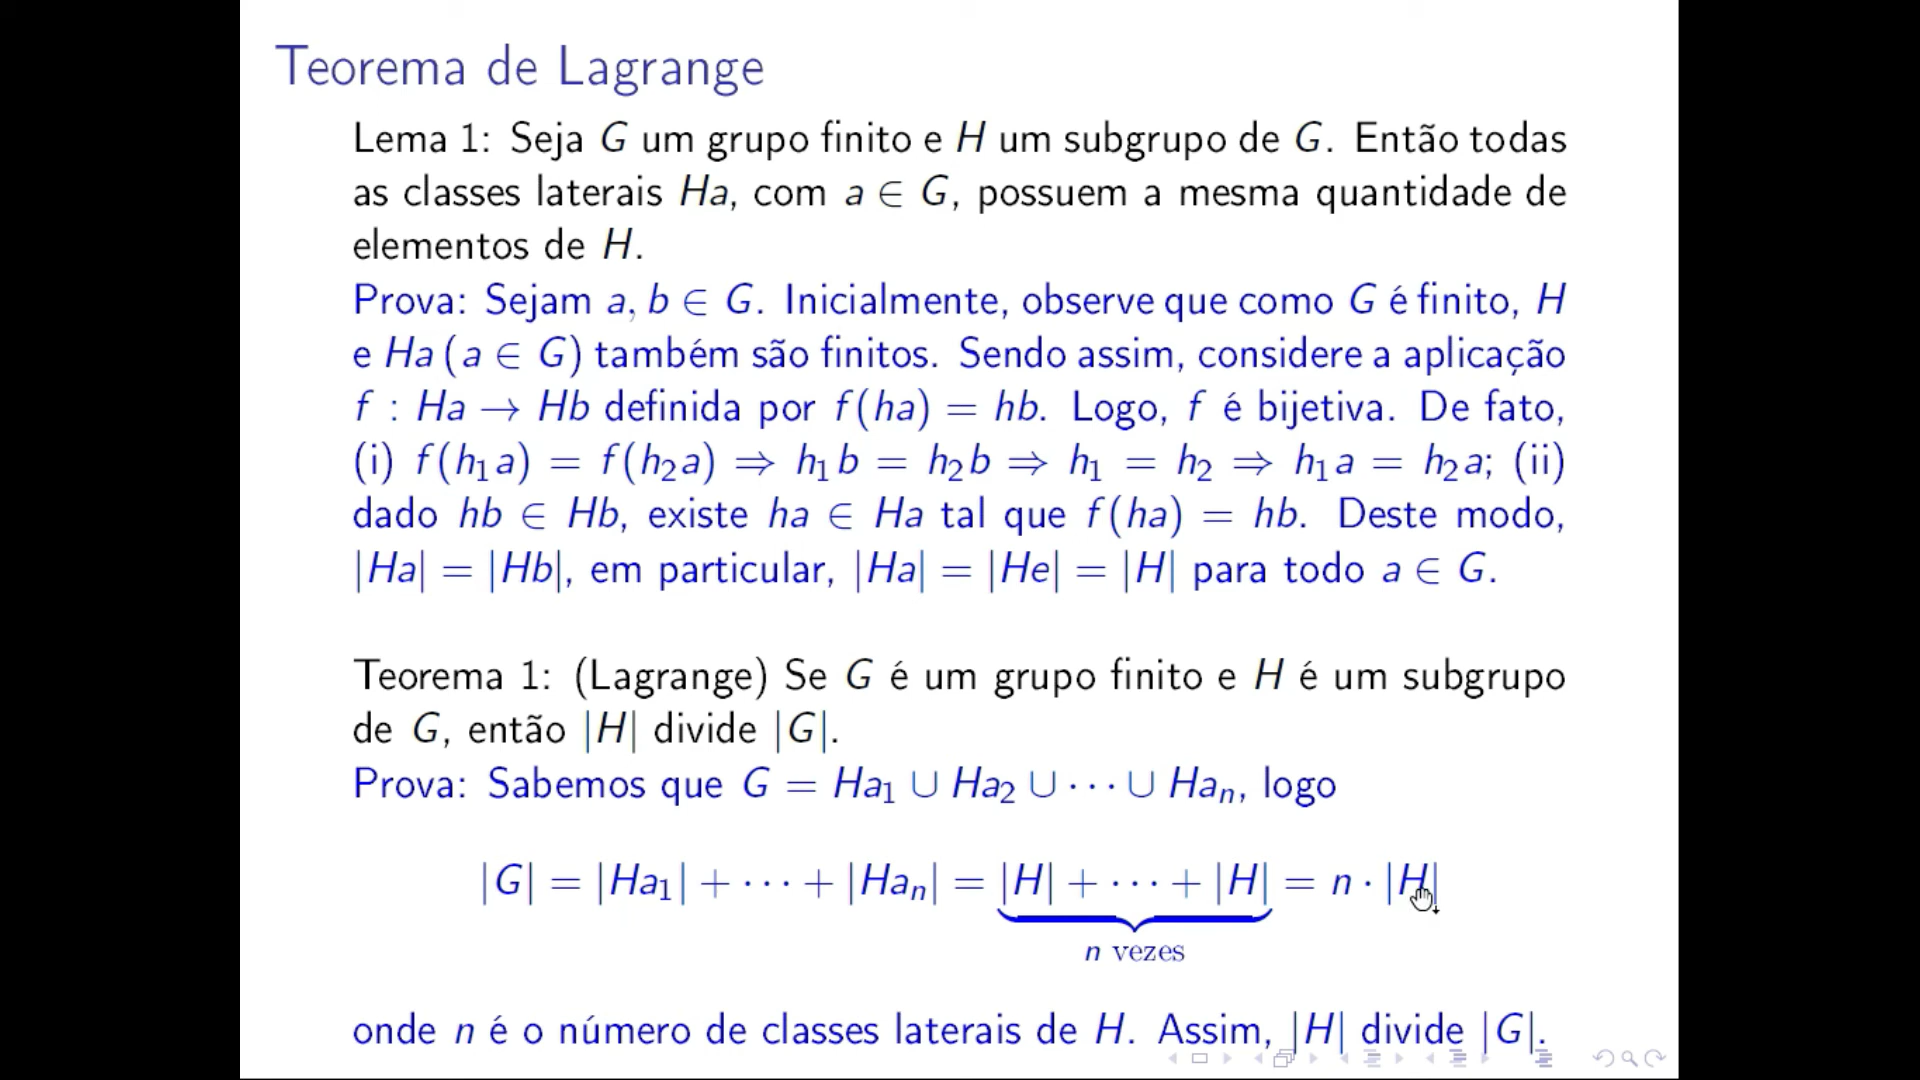 Teorema de Lagrange
Lema 1: Seja G um grupo finito e H um subgrupo de G. Então todas
as classes laterais Ha, com a ∈ G, possuem a mesma quantidade de
elementos de H.
Prova: Sejam a, b ∈ G. Inicialmente, observe que como G é finito, H
e Ha (a ∈ G) também são finitos. Sendo assim, considere a aplicação
f : Ha → Hb definida por f(ha) = hb. Logo, f é bijetiva. De fato,
(i) f(h₁a) = f(h₂a) ⇒ h₁b = h₂b ⇒ h₁ = h₂ ⇒ h₁a = h₂a; (ii)
dado hb ∈ Hb, existe ha ∈ Ha tal que f(ha) = hb. Deste modo,
|Ha| = |Hb|, em particular, |Ha| = |He| = |H| para todo a ∈ G.
Teorema 1: (Lagrange) Se G é um grupo finito e H é um subgrupo
de G, então |H| divide |G|.
Prova: Sabemos que G = Ha₁ ∪ Ha₂ ∪ ··· ∪ Haₙ, logo
|G| = |Ha₁| + ··· + |Haₙ| = |H| + ··· + |H| = n · |H|
n vezes
onde n é o número de classes laterais de H. Assim, |H| divide |G|.